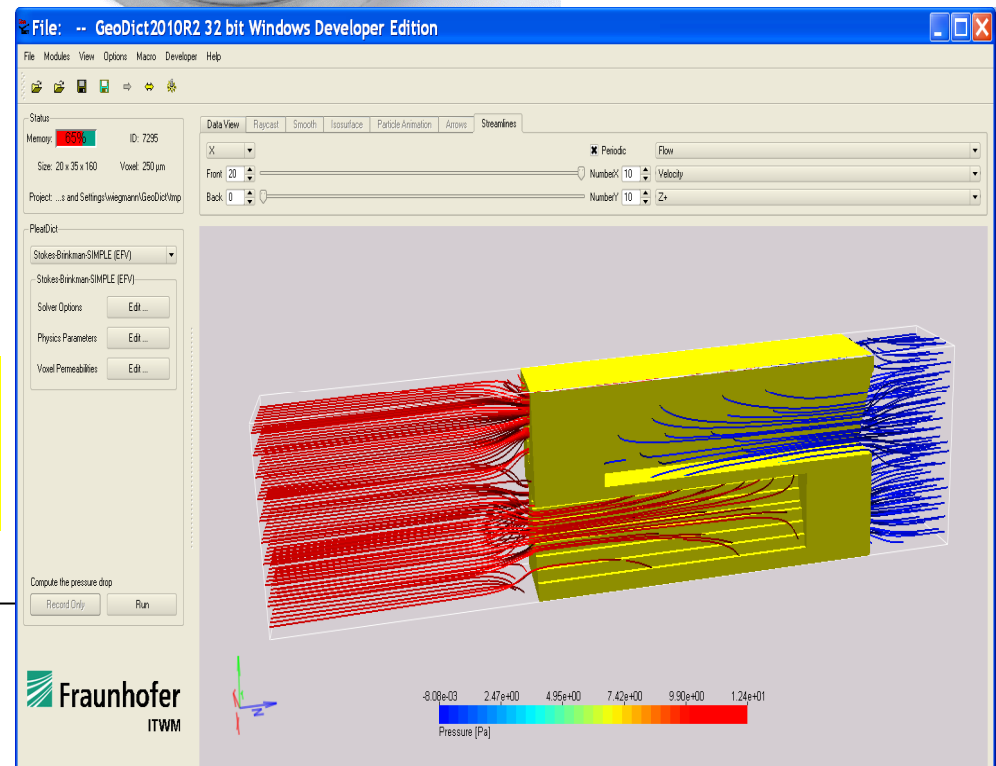 File: -- GeoDict2010R2 32 bit Windows Developer Edition
File Modules View Options Macro Developer Help
Status
Memory: 65% ID: 7295
Size: 20 x 35 x 160 Voxel: 250 µm
Project: ...s and Settings\wiegmann\GeoDict\tmp
Data View Raycast Smooth Isosurface Particle Animation Arrows Streamlines
X Periodic Flow
Front 20 NumberX 10 Velocity
Back 0 NumberY 10 Z+
PleatDict
Stokes-Brinkman-SIMPLE (EFV)
Stokes-Brinkman-SIMPLE (EFV)
Solver Options Edit ...
Physics Parameters Edit ...
Voxel Permeabilities Edit ...
Compute the pressure drop
Record Only Run
Fraunhofer
ITWM
Z
-8.08e-03 2.47e+00 4.95e+00 7.42e+00 9.90e+00 1.24e+01
Pressure [Pa]